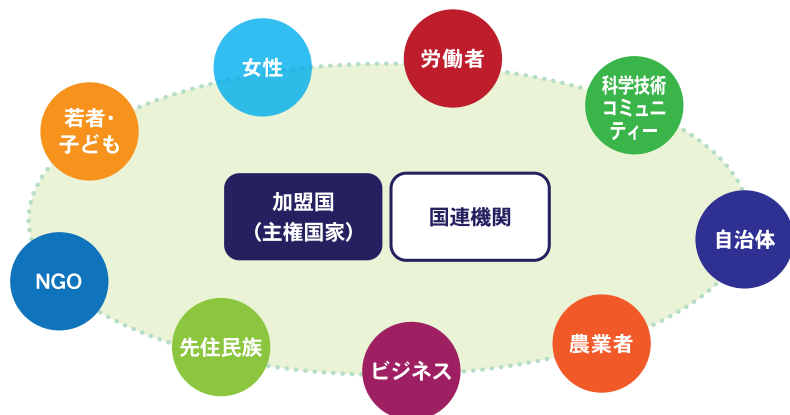 女性
労働者
科学技術
コミュニ
ティー
若者・
子ども
加盟国
（主権国家）
国連機関
自治体
NGO
先住民族
ビジネス
農業者